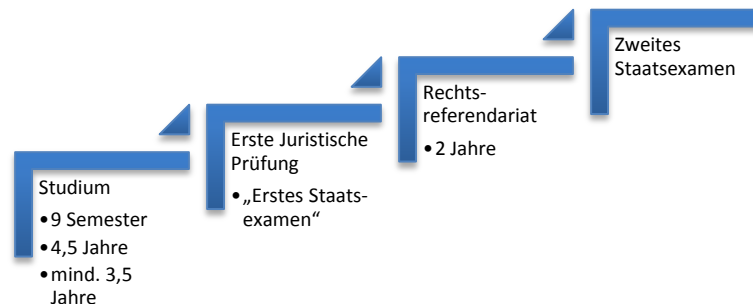 Studium
•9 Semester
•4,5 Jahre
•mind. 3,5
Jahre
Erste Juristische
Prüfung
•„Erstes Staats-
examen“
Rechts-
referendariat
•2 Jahre
Zweites
Staatsexamen